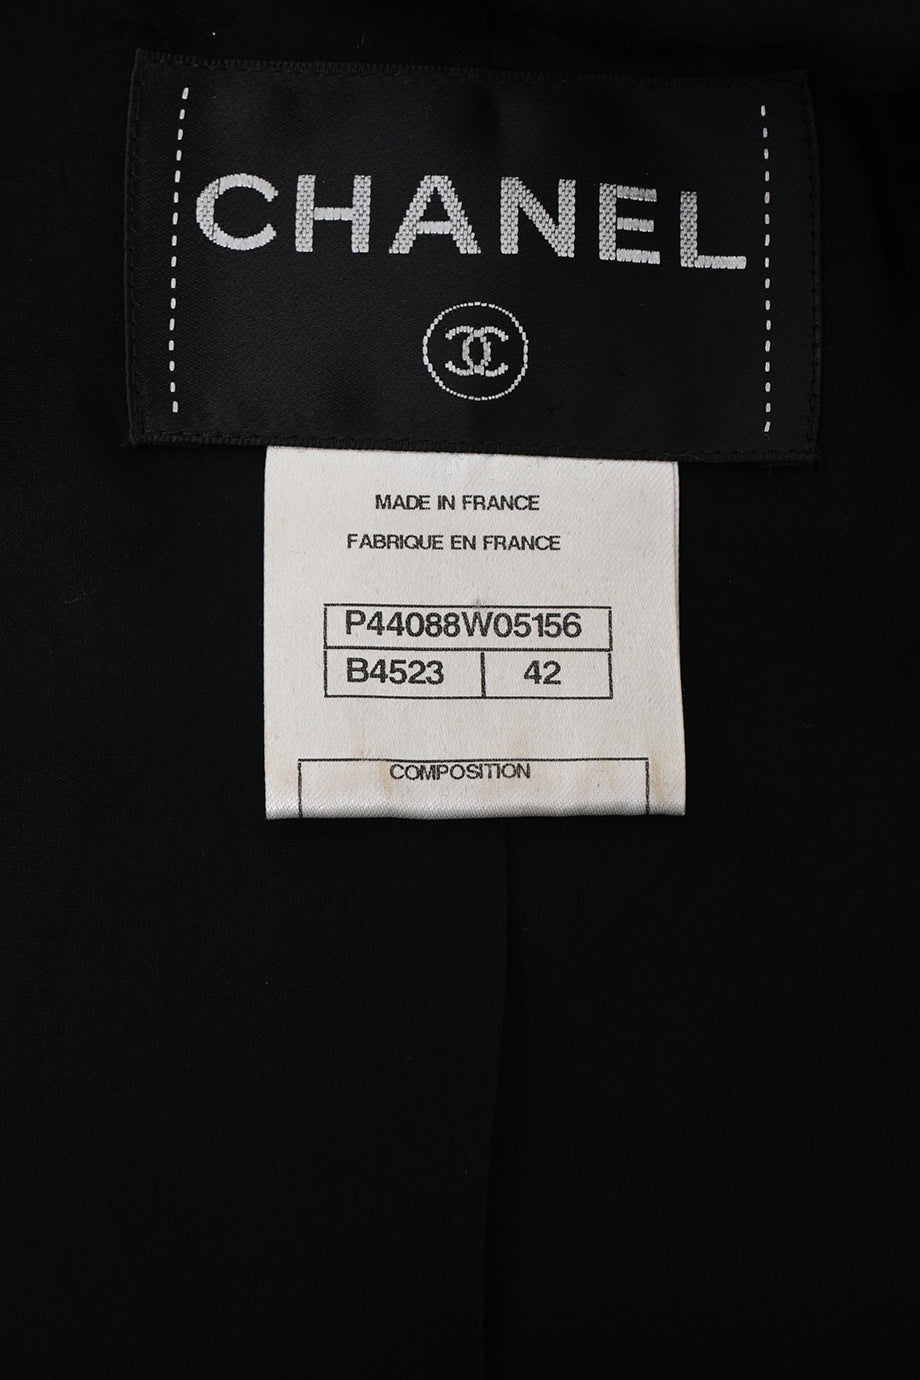 CHANEL
MADE IN FRANCE
FABRIQUE EN FRANCE
P44088W05156
B4523 42
COMPOSITION